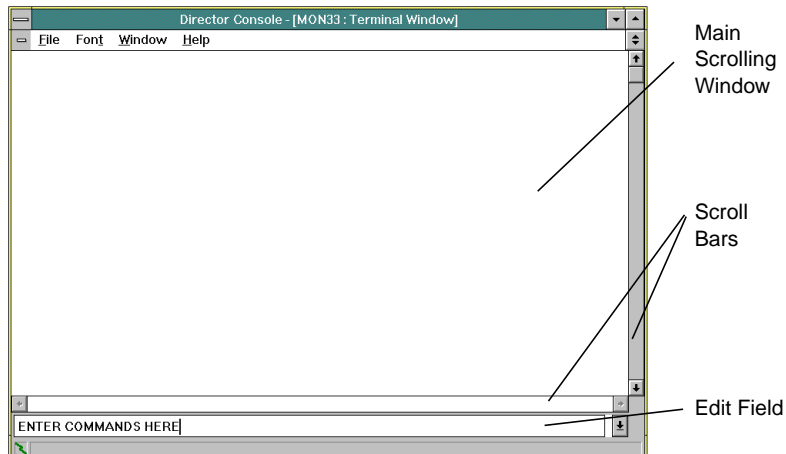 Director Console - [MON33 : Terminal Window]
File Font Window Help
Main
Scrolling
Window
Scroll
Bars
Edit Field
ENTER COMMANDS HERE